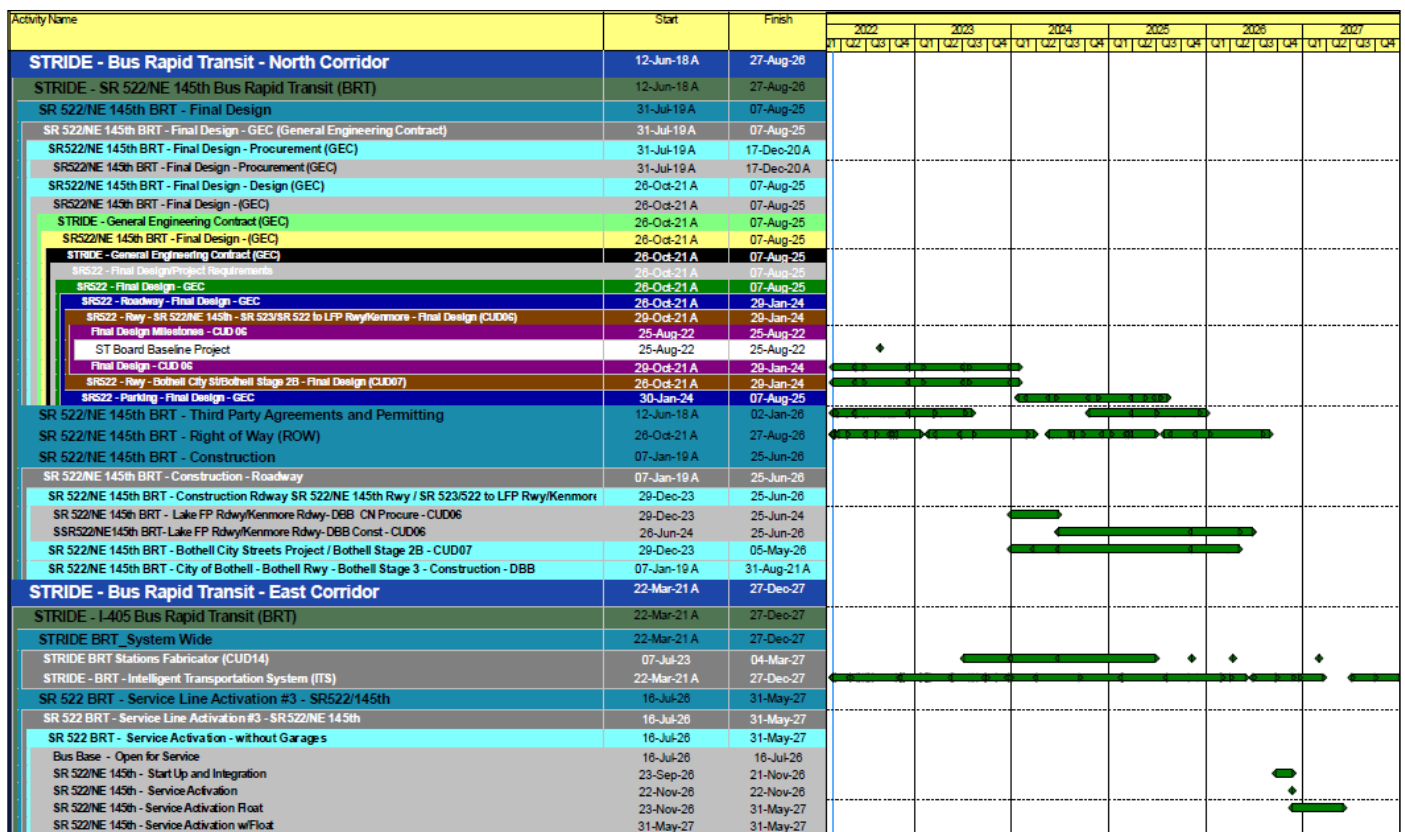 Activity Name Start Finish
2022 2023 2024 2025 2026 2027
Q1 Q2 Q3 Q4 Q1 Q2 Q3 Q4 Q1 Q2 Q3 Q4 Q1 Q2 Q3 Q4 Q1 Q2 Q3 Q4 Q1 Q2 Q3 Q4
STRIDE - Bus Rapid Transit - North Corridor 12-Jun-18 A 27-Aug-26
STRIDE - SR 522/NE 145th Bus Rapid Transit (BRT) 12-Jun-18 A 27-Aug-26
SR 522/NE 145th BRT - Final Design 31-Jul-19 A 07-Aug-25
SR 522/NE 145th BRT - Final Design - GEC (General Engineering Contract) 31-Jul-19 A 07-Aug-25
SR522/NE 145th BRT - Final Design - Procurement (GEC) 31-Jul-19 A 17-Dec-20 A
SR522/NE 145th BRT - Final Design - Procurement (GEC) 31-Jul-19 A 17-Dec-20 A
SR522/NE 145th BRT - Final Design - Design (GEC) 26-Oct-21 A 07-Aug-25
SR522/NE 145th BRT - Final Design - (GEC) 26-Oct-21 A 07-Aug-25
STRIDE - General Engineering Contract (GEC) 26-Oct-21 A 07-Aug-25
SR522/NE 145th BRT - Final Design - (GEC) 26-Oct-21 A 07-Aug-25
STRIDE - General Engineering Contract (GEC) 26-Oct-21 A 07-Aug-25
SR522 - Final Design/Project Requirements 26-Oct-21 A 07-Aug-25
SR522 - Final Design - GEC 26-Oct-21 A 07-Aug-25
SR522 - Roadway - Final Design - GEC 26-Oct-21 A 29-Jan-24
SR522 - Rwy - SR 522/NE 145th - SR 523/SR 522 to LFP Rwy/Kenmore - Final Design (CUD06) 29-Oct-21 A 29-Jan-24
Final Design Milestones - CUD 06 25-Aug-22 25-Aug-22
ST Board Baseline Project 25-Aug-22 25-Aug-22
Final Design - CUD 06 29-Oct-21 A 29-Jan-24
SR522 - Rwy - Bothell City St/Bothell Stage 2B - Final Design (CUD07) 26-Oct-21 A 29-Jan-24
SR522 - Parking - Final Design - GEC 30-Jan-24 07-Aug-25
SR 522/NE 145th BRT - Third Party Agreements and Permitting 12-Jun-18 A 02-Jan-26
SR 522/NE 145th BRT - Right of Way (ROW) 26-Oct-21 A 27-Aug-26
SR 522/NE 145th BRT - Construction 07-Jan-19 A 25-Jun-26
SR 522/NE 145th BRT - Construction - Roadway 07-Jan-19 A 25-Jun-26
SR 522/NE 145th BRT - Construction Rdway SR 522/NE 145th Rwy / SR 523/522 to LFP Rwy/Kenmore 29-Dec-23 25-Jun-26
SR 522/NE 145th BRT - Lake FP Rdwy/Kenmore Rdwy- DBB CN Procure - CUD06 29-Dec-23 25-Jun-24
SSR522/NE145th BRT- Lake FP Rdwy/Kenmore Rdwy- DBB Const - CUD06 26-Jun-24 25-Jun-26
SR 522/NE 145th BRT - Bothell City Streets Project / Bothell Stage 2B - CUD07 29-Dec-23 05-May-26
SR 522/NE 145th BRT - City of Bothell - Bothell Rwy - Bothell Stage 3 - Construction - DBB 07-Jan-19 A 31-Aug-21 A
STRIDE - Bus Rapid Transit - East Corridor 22-Mar-21 A 27-Dec-27
STRIDE - I-405 Bus Rapid Transit (BRT) 22-Mar-21 A 27-Dec-27
STRIDE BRT_System Wide 22-Mar-21 A 27-Dec-27
STRIDE BRT Stations Fabricator (CUD14) 07-Jul-23 04-Mar-27
STRIDE - BRT - Intelligent Transportation System (ITS) 22-Mar-21 A 27-Dec-27
SR 522 BRT - Service Line Activation #3 - SR522/145th 16-Jul-26 31-May-27
SR 522 BRT - Service Line Activation #3 - SR522/NE 145th 16-Jul-26 31-May-27
SR 522 BRT - Service Activation - without Garages 16-Jul-26 31-May-27
Bus Base - Open for Service 16-Jul-26 16-Jul-26
SR 522/NE 145th - Start Up and Integration 23-Sep-26 21-Nov-26
SR 522/NE 145th - Service Activation 22-Nov-26 22-Nov-26
SR 522/NE 145th - Service Activation Float 23-Nov-26 31-May-27
SR 522/NE 145th - Service Activation w/Float 31-May-27 31-May-27